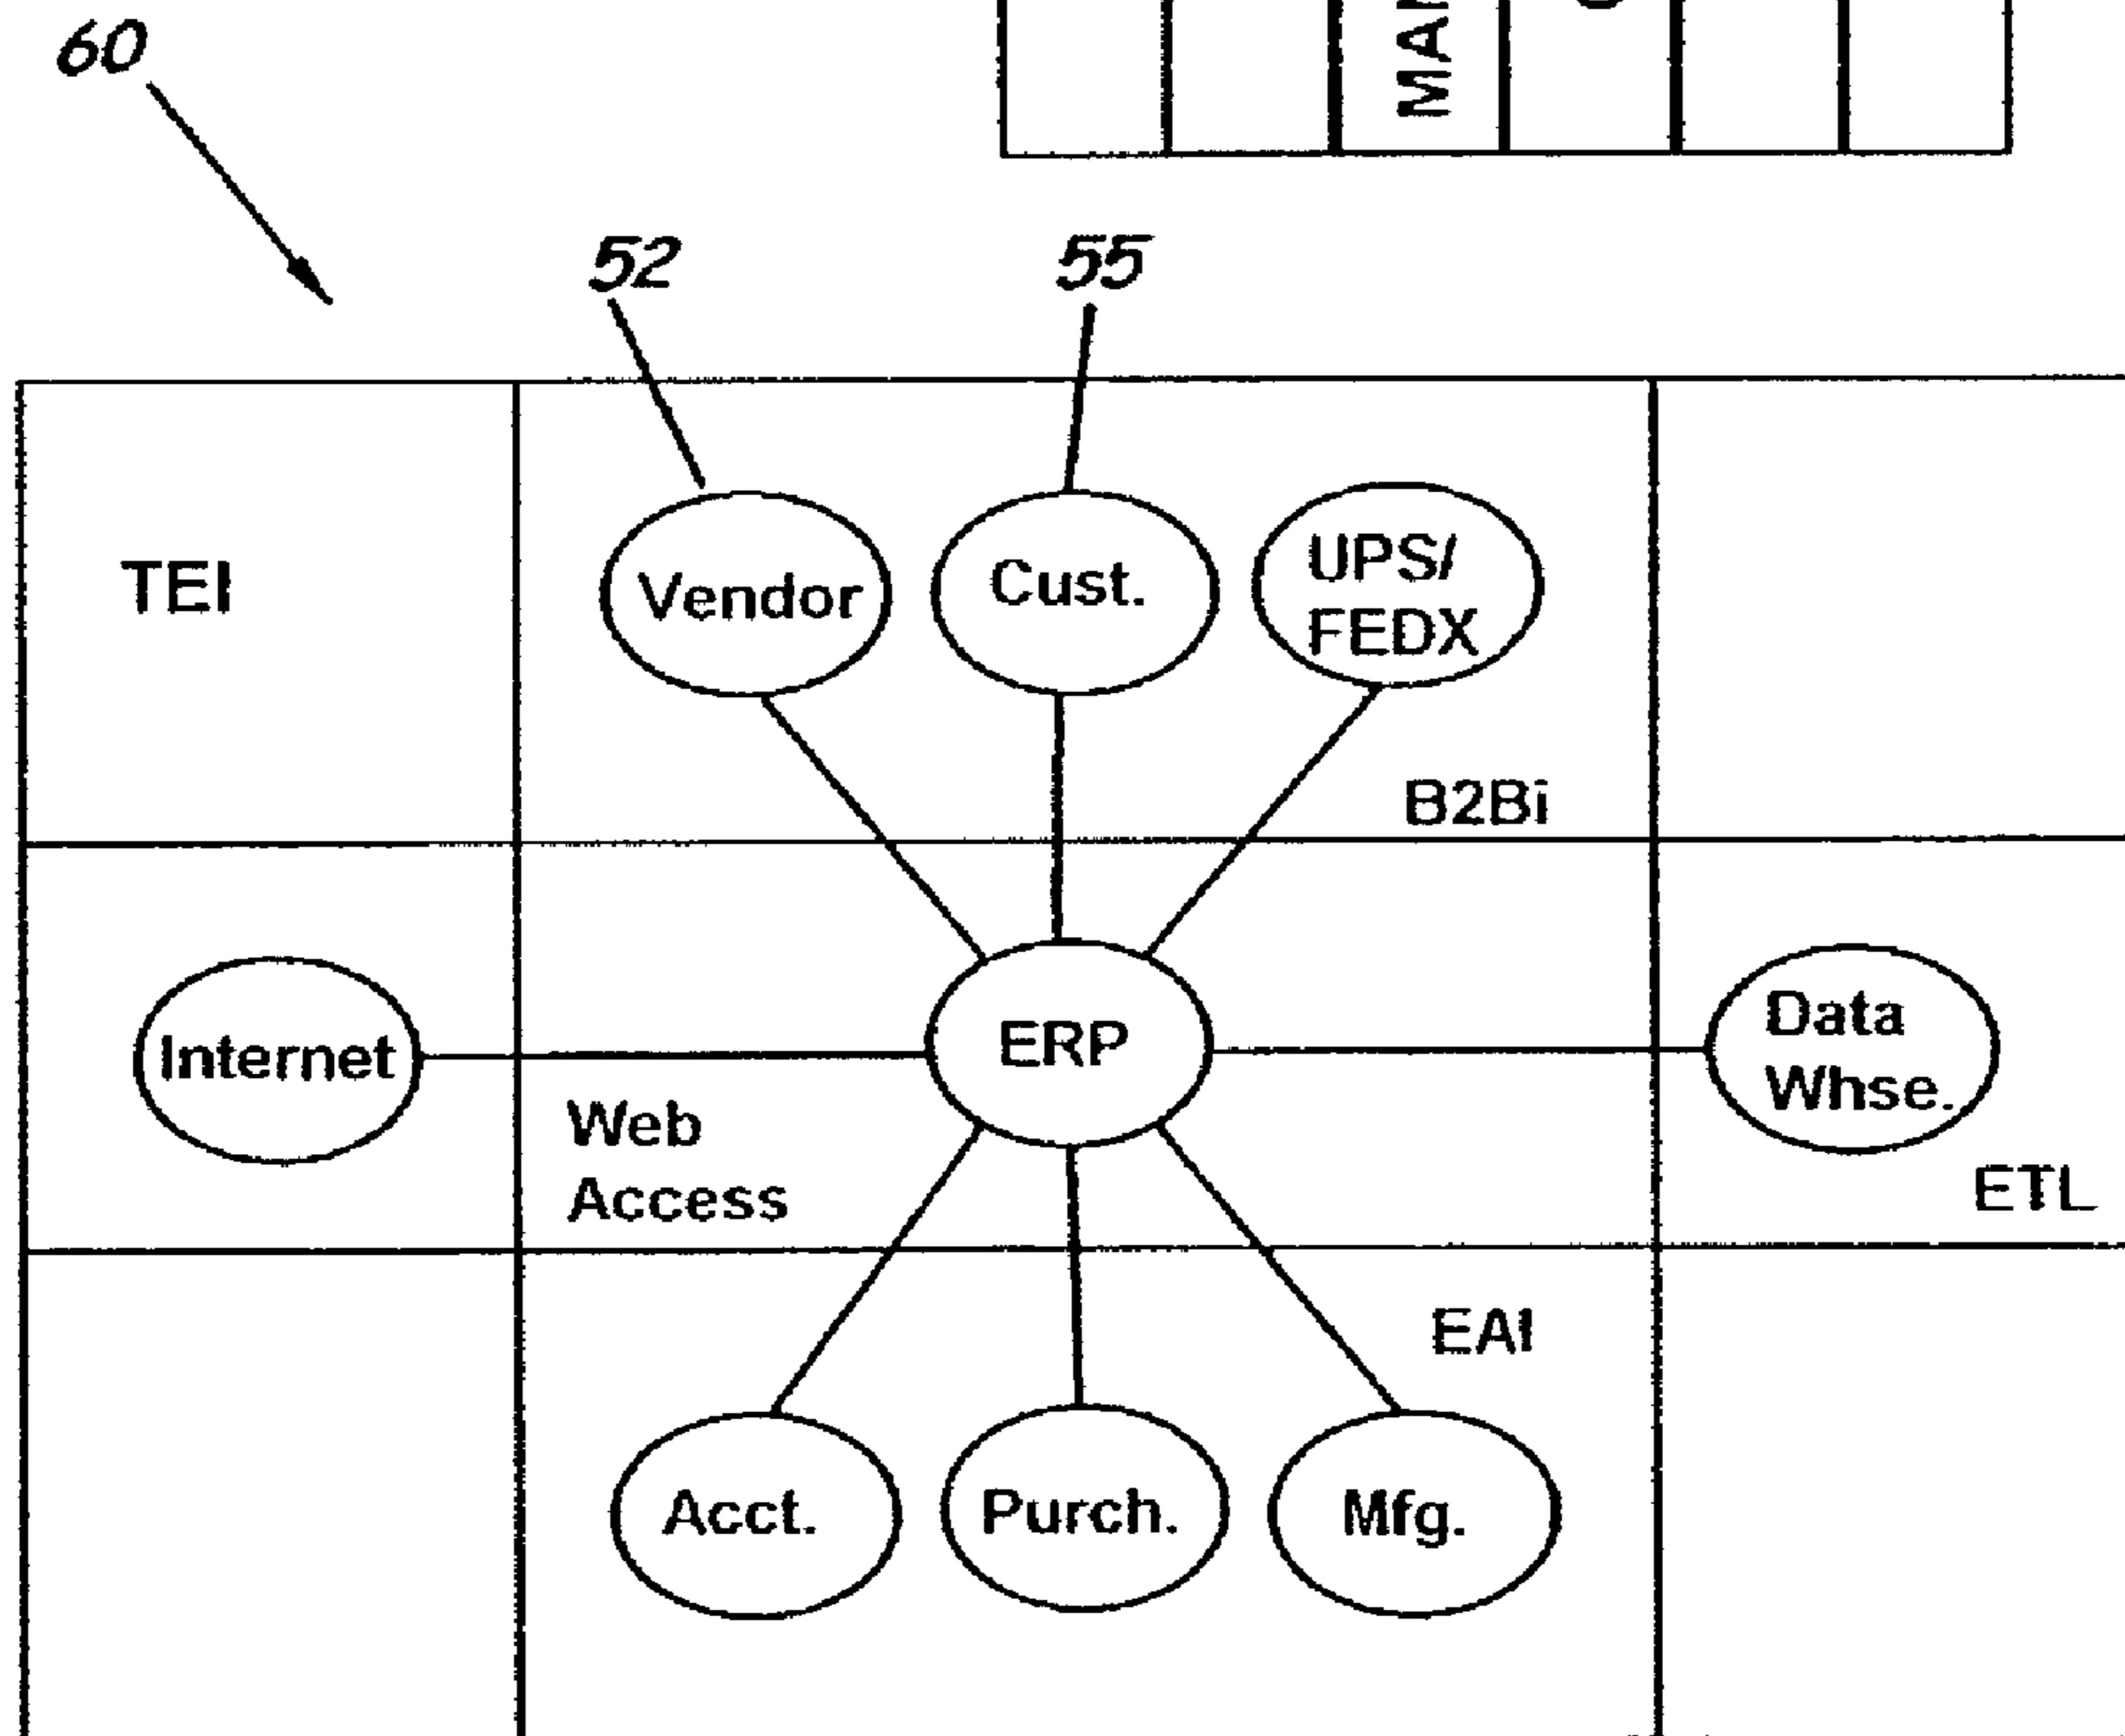 60
52
55
TEI
Vendor
Cust.
UPS/
FEDX
B2Bi
Internet
ERP
Data
Whse.
Web
Access
ETL
EAI
Acct.
Purch.
Mfg.